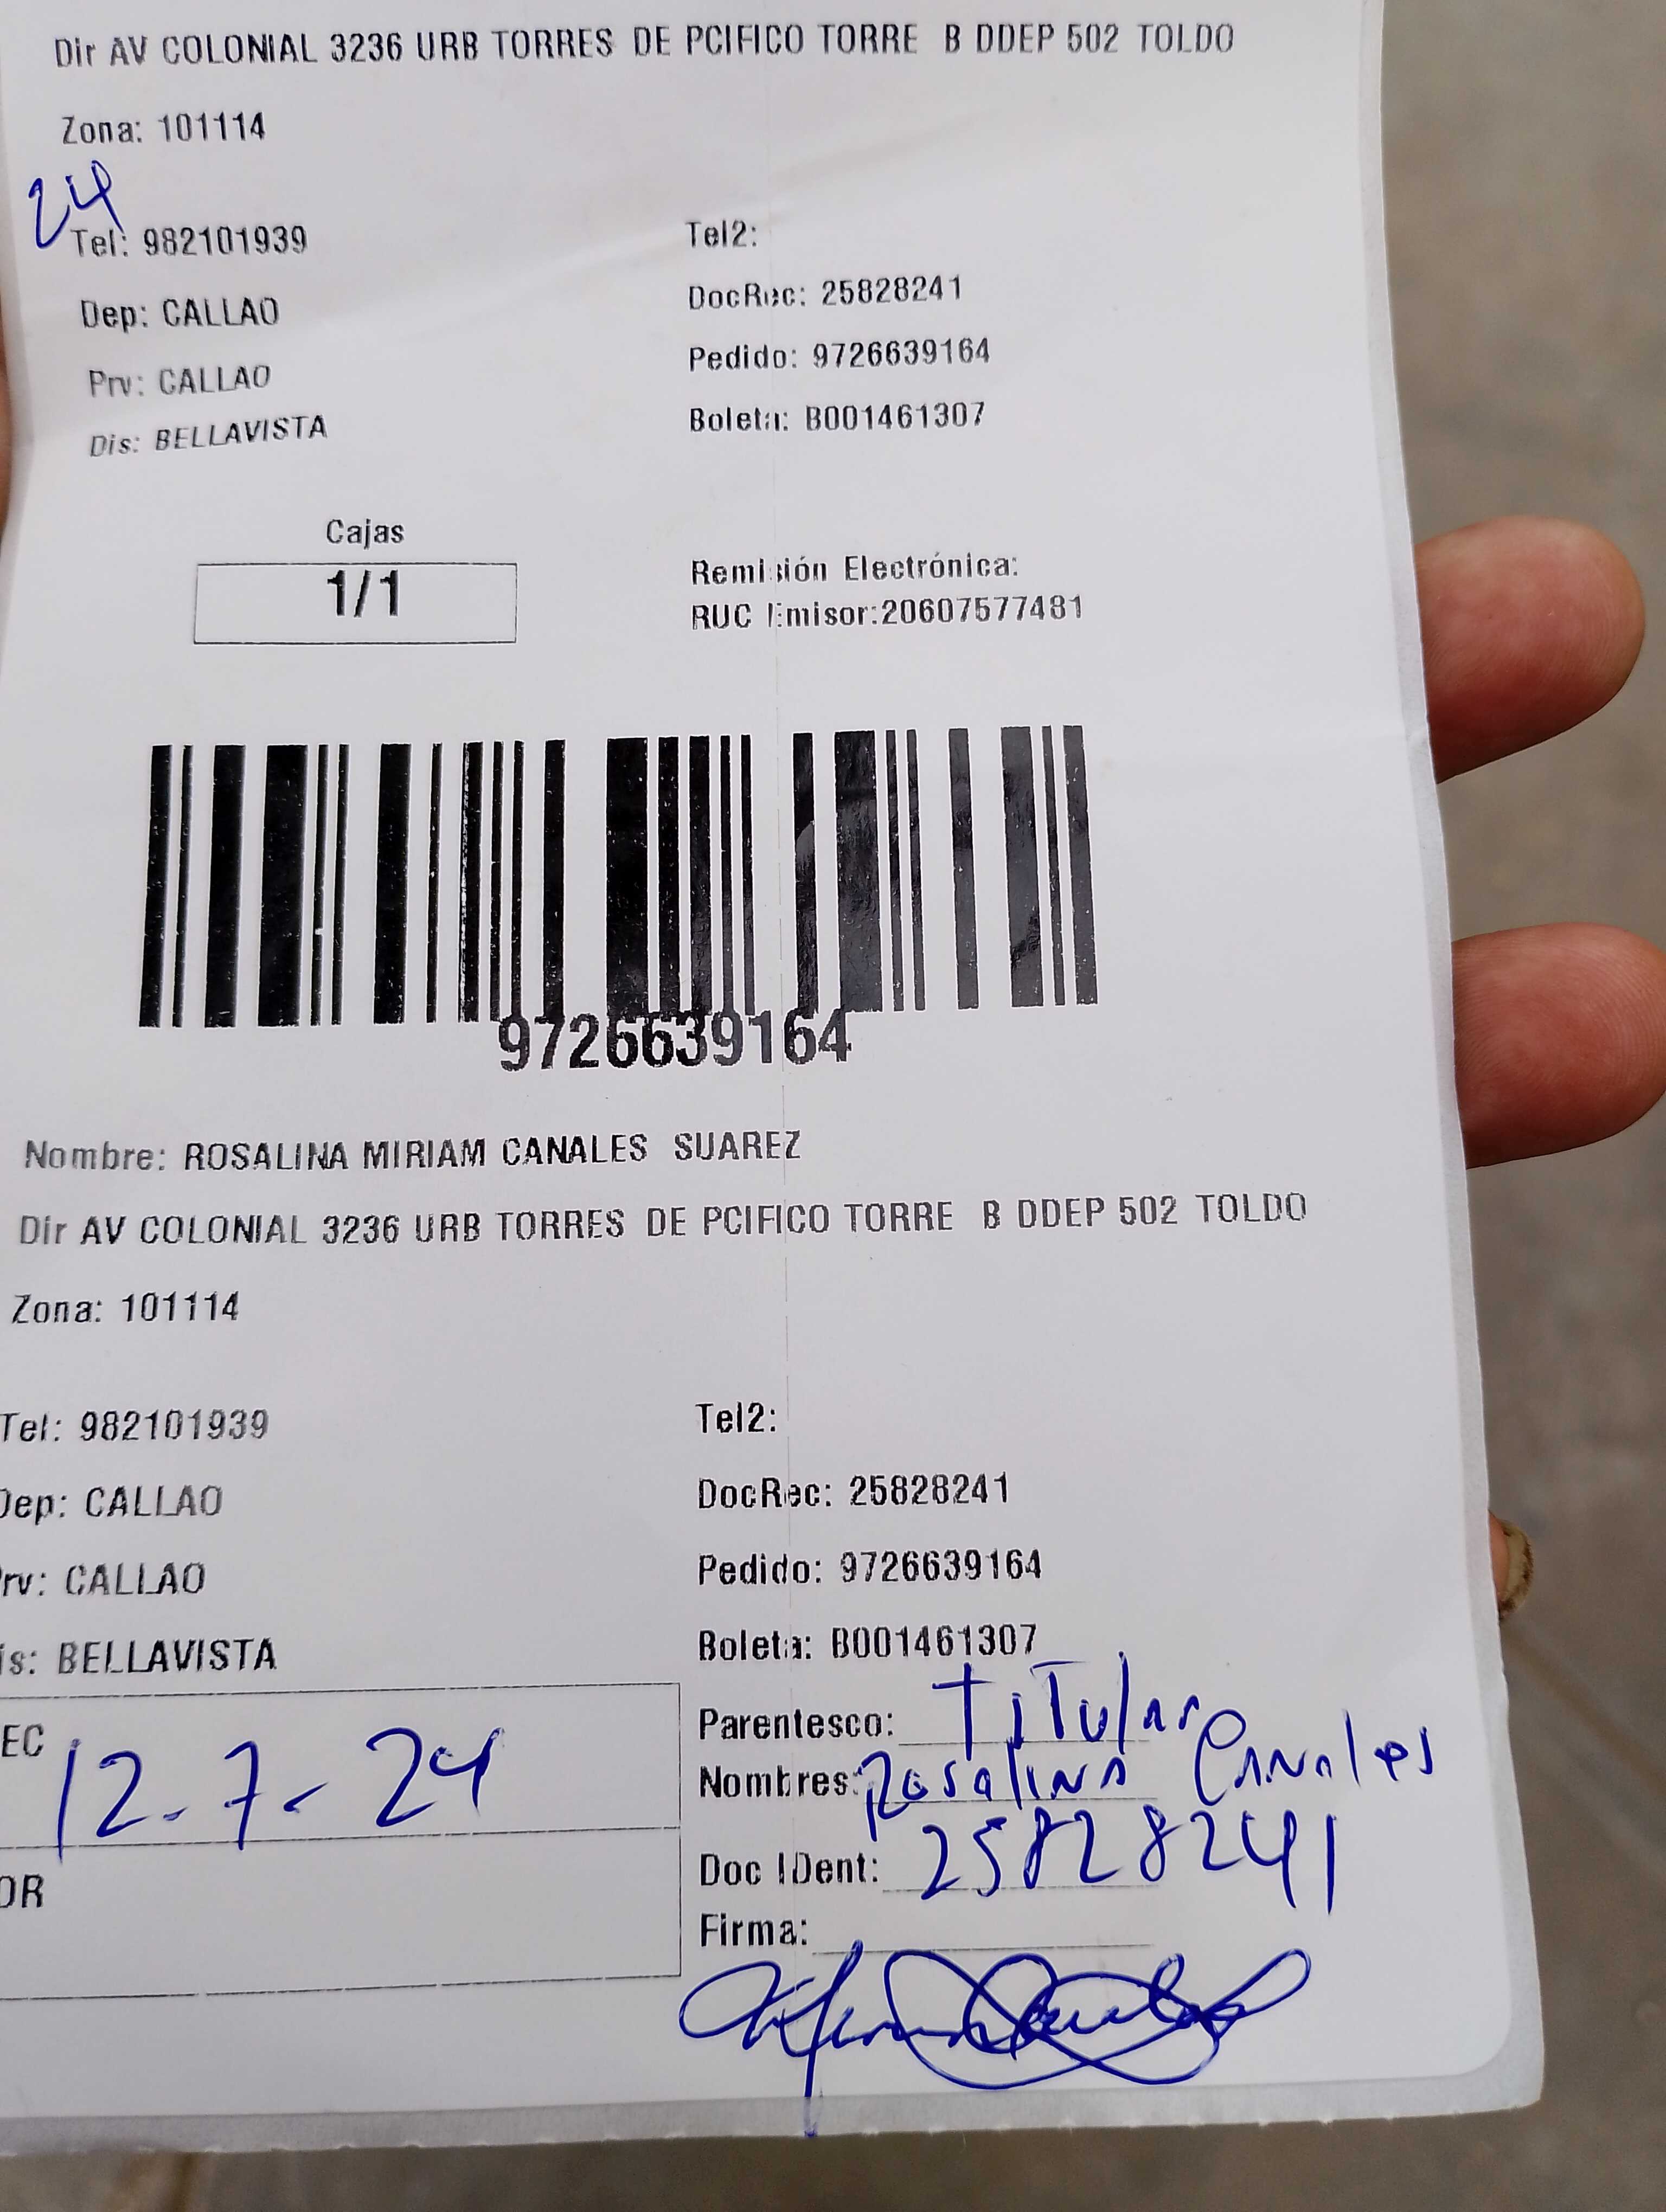 Dir AV COLONIAL 3236 URB TORRES DE PCIFICO TORRE B DDEP 502 TOLDO
Zona: 101114
24
Tel: 982101939
Tel2:
Dep: CALLAO
DocRec: 25828241
Prv: CALLAO
Pedido: 9726639164
Dis: BELLAVISTA
Boleta: B001461307
Cajas
1/1
Remisión Electrónica:
RUC Emisor:20607577481
9726639164
Nombre: ROSALINA MIRIAM CANALES SUAREZ
Dir AV COLONIAL 3236 URB TORRES DE PCIFICO TORRE B DDEP 502 TOLDO
Zona: 101114
Tel: 982101939
Tel2:
Dep: CALLAO
DocRec: 25828241
rv: CALLAO
Pedido: 9726639164
is: BELLAVISTA
Boleta: B001461307
EC 12-7-24
Parentesco: Titular
Nombres: Rosalina Canales
Doc IDent: 25828241
OR
Firma: